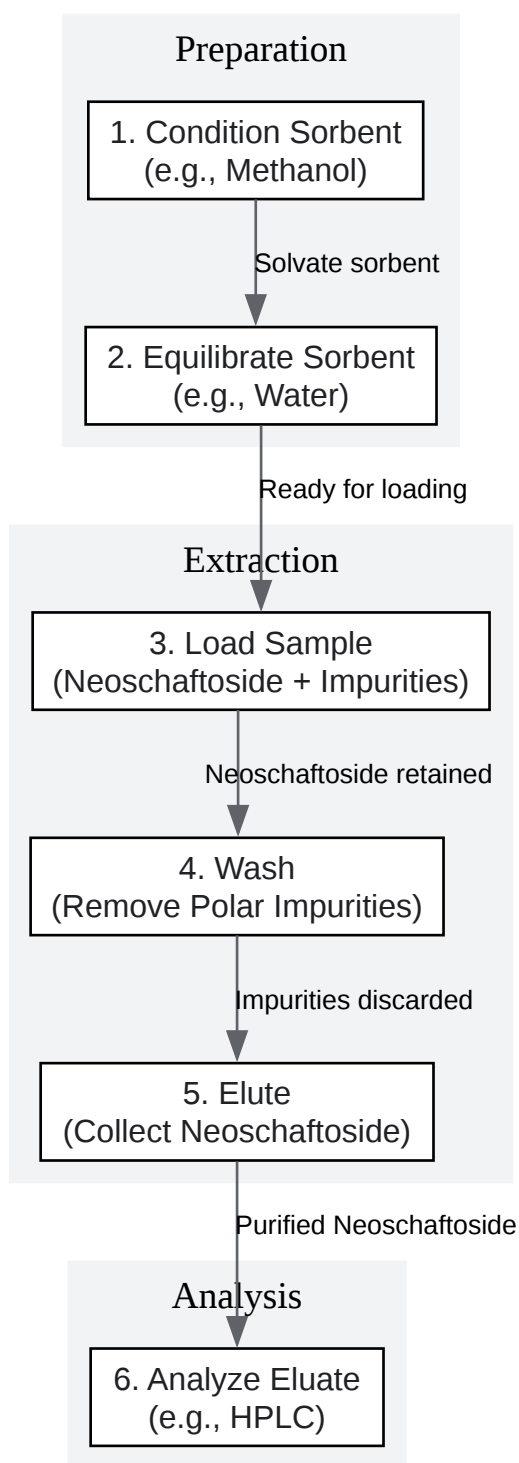 Preparation
1. Condition Sorbent
(e.g., Methanol)
Solvate sorbent
2. Equilibrate Sorbent
(e.g., Water)
Ready for loading
Extraction
3. Load Sample
(Neoschaftoside + Impurities)
Neoschaftoside retained
4. Wash
(Remove Polar Impurities)
Impurities discarded
5. Elute
(Collect Neoschaftoside)
Purified Neoschaftoside
Analysis
6. Analyze Eluate
(e.g., HPLC)